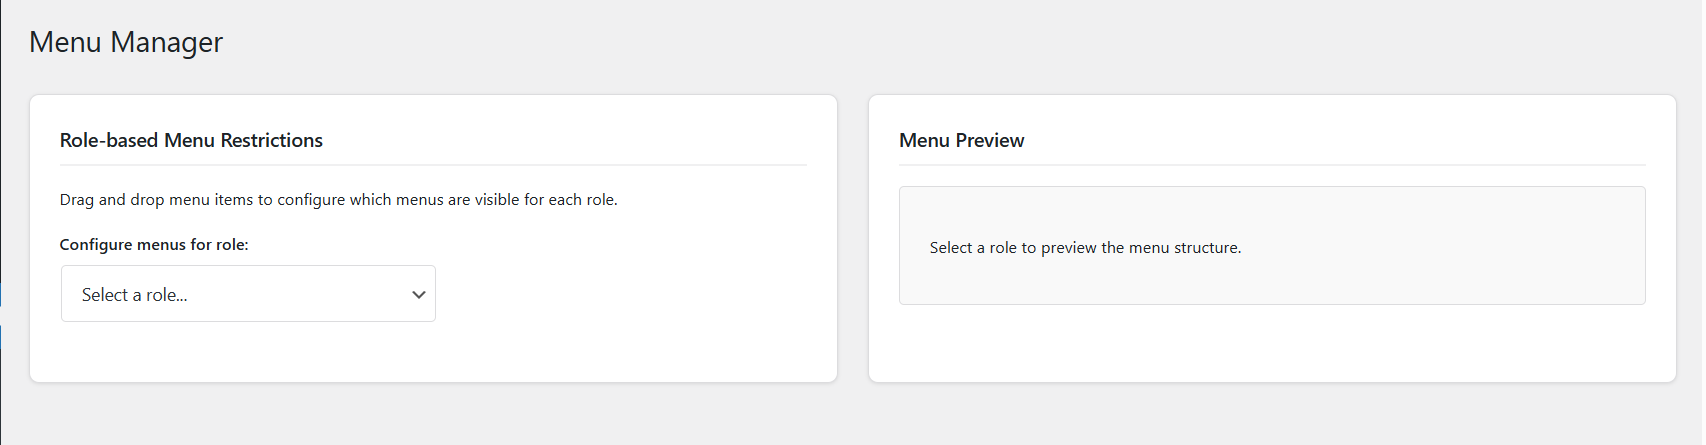 Menu Manager
Role-based Menu Restrictions
Drag and drop menu items to configure which menus are visible for each role.
Configure menus for role:
Select a role...
Menu Preview
Select a role to preview the menu structure.